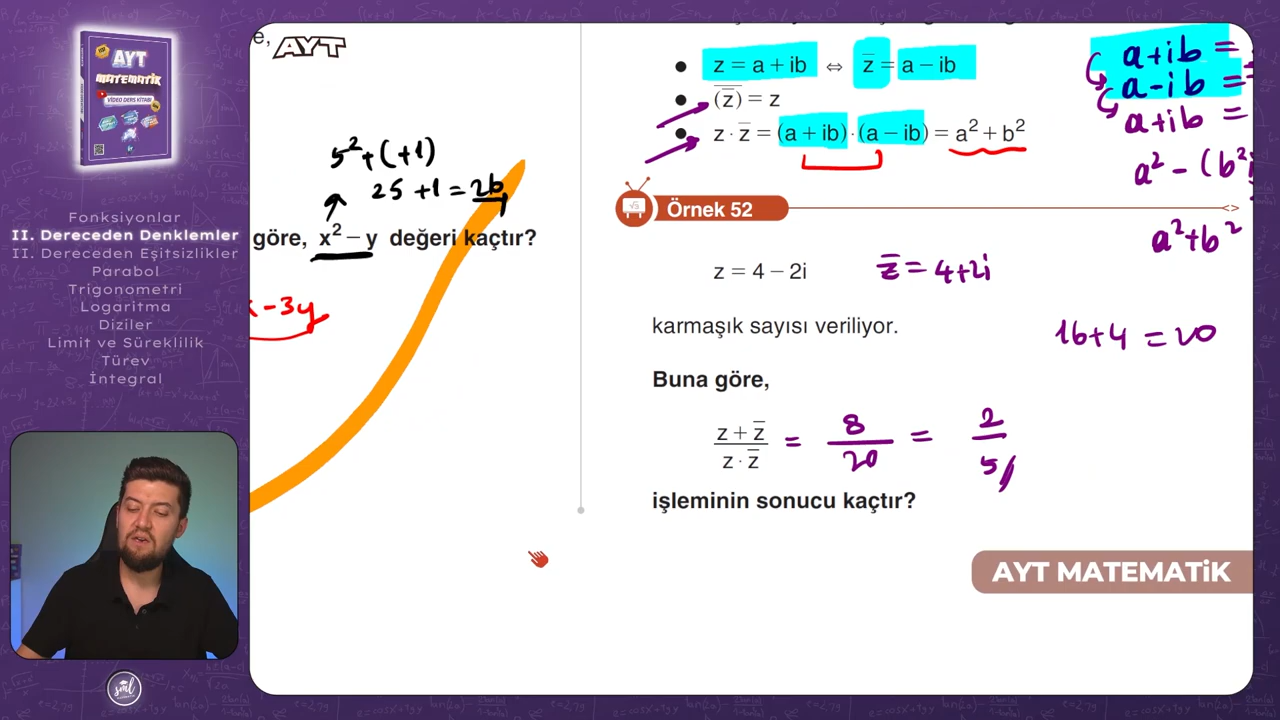 AYT
MATEMATİK
VİDEO DERS KİTABI
Fonksiyonlar
II. Dereceden Denklemler
II. Dereceden Eşitsizlikler
Parabol
Trigonometri
Logaritma
Diziler
Limit ve Süreklilik
Türev
İntegral
sml
e,
AYT
5² + (+1)
25 + 1 = 26
göre, x² − y değeri kaçtır?
− 3y
• z = a + ib ⇔ z̄ = a − ib
• (z̄) = z
• z · z̄ = (a + ib) · (a − ib) = a² + b²
a + ib =
a − ib =
a + ib =
a² − (b²
a² + b²
Örnek 52
z = 4 − 2i z̄ = 4 + 2i
karmaşık sayısı veriliyor.
16 + 4 = 20
Buna göre,
z + z̄ / z · z̄ = 8/20 = 2/5
işleminin sonucu kaçtır?
AYT MATEMATİK